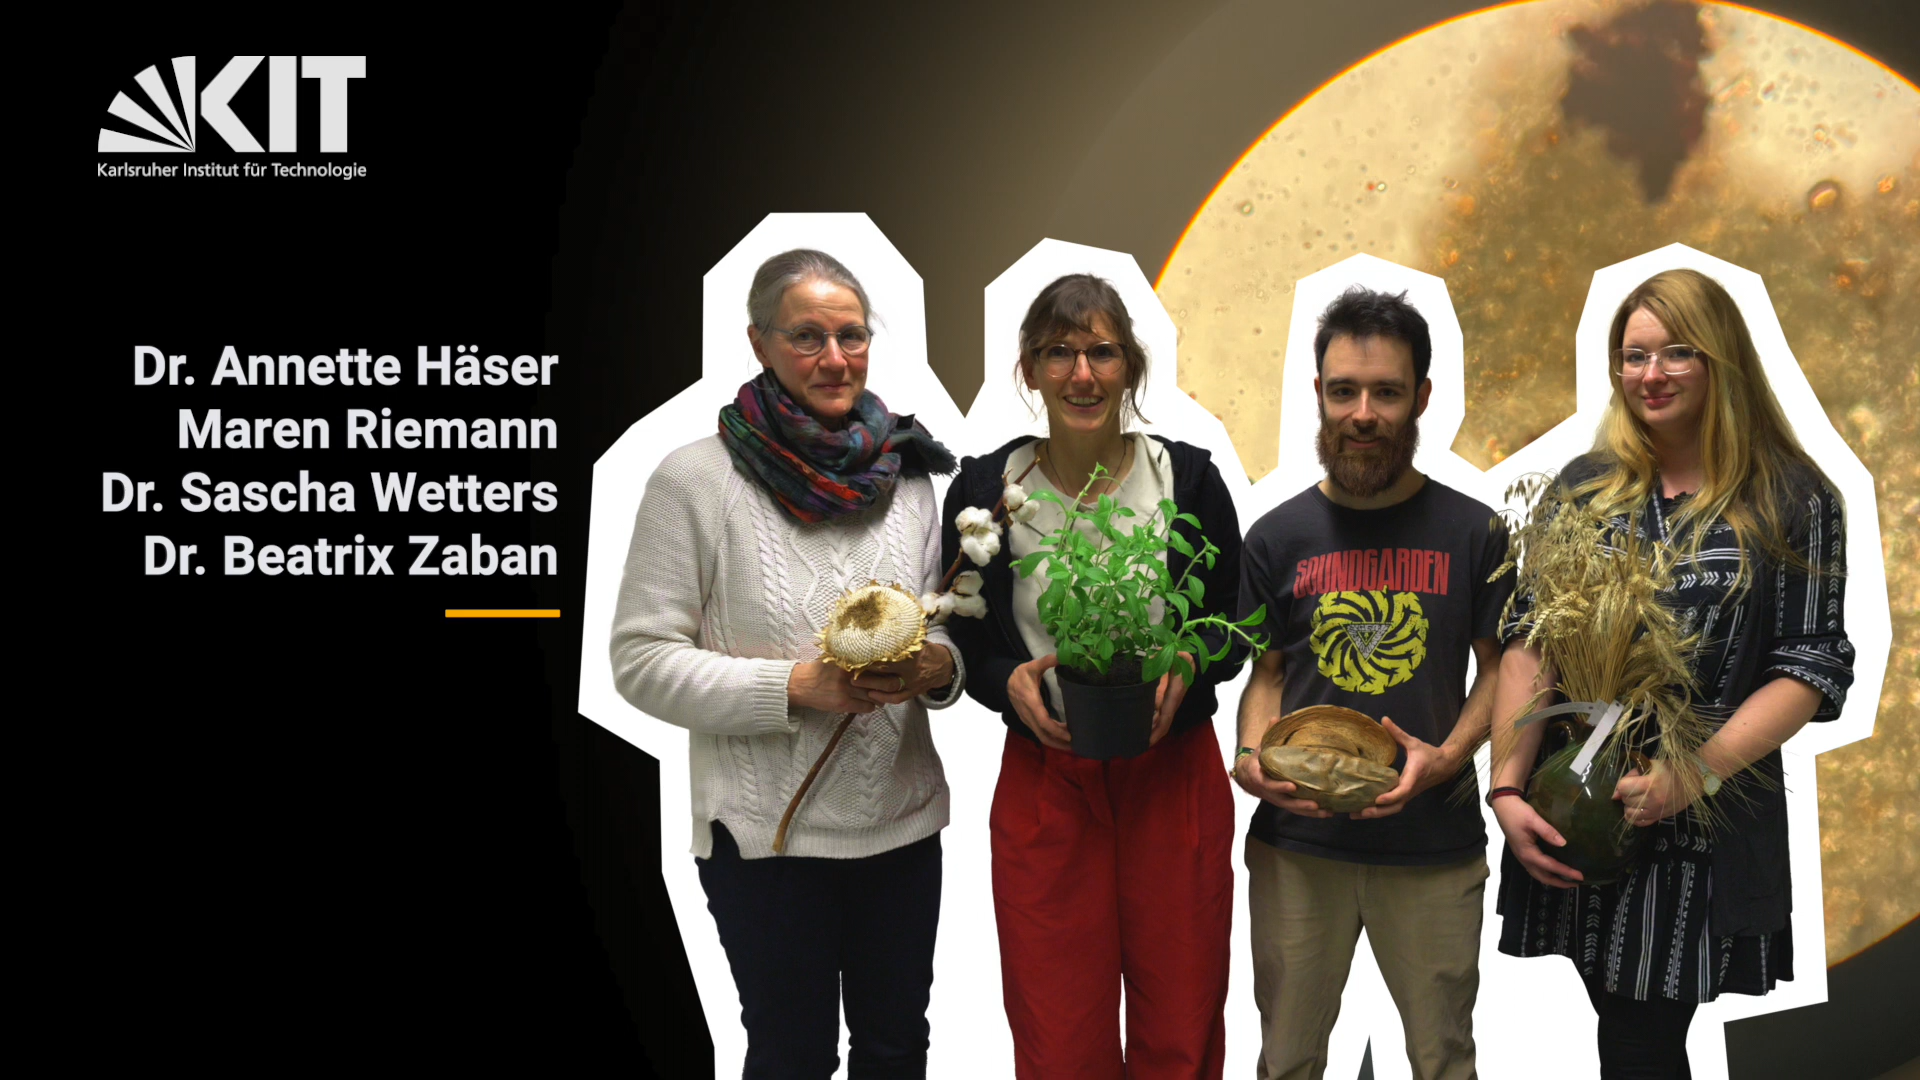 KIT
Karlsruher Institut für Technologie
Dr. Annette Häser
Maren Riemann
Dr. Sascha Wetters
Dr. Beatrix Zaban
SOUNDGARDEN